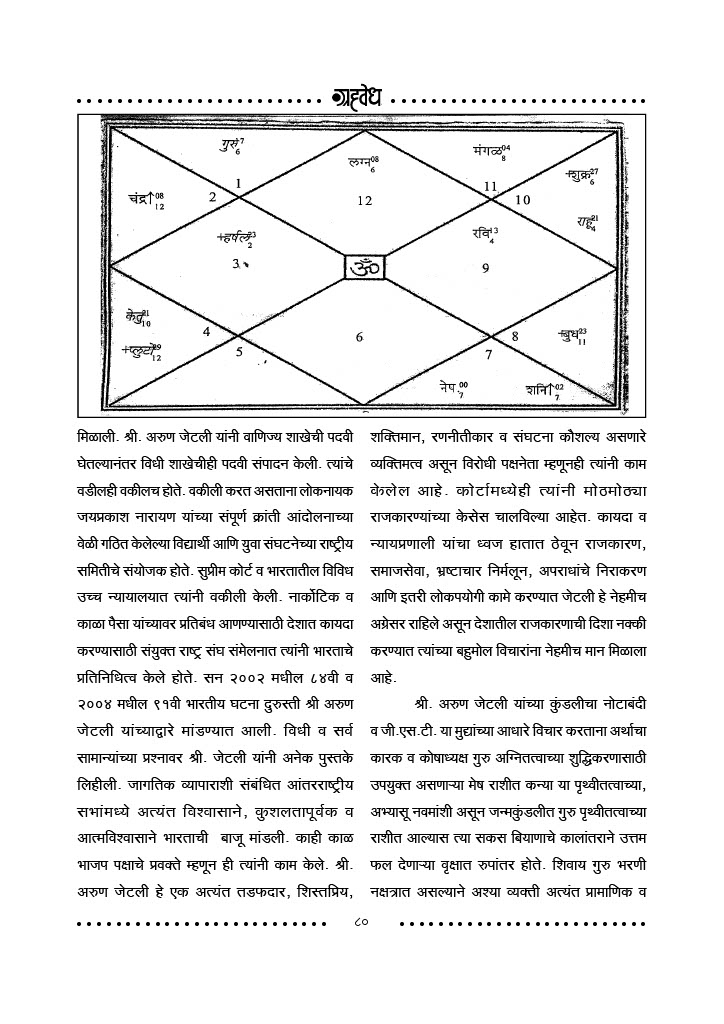 ग्रहवेध
गुरु 07 6
लग्न 08 6
मंगळ 04 8
+शुक्र 27 6
चंद्र↑ 08 12
1
2
12
11
10
राहू 21 4
+हर्षल 23 2
रवि 13 4
3
ॐ
9
केतु 21 10
+प्लुटो 29 12
4
5
6
7
8
+बुध 23 11
नेप. 00 7
शनि↑ 02 7
मिळाली. श्री. अरुण जेटली यांनी वाणिज्य शाखेची पदवी
घेतल्यानंतर विधी शाखेचीही पदवी संपादन केली. त्यांचे
वडीलही वकीलच होते. वकीली करत असताना लोकनायक
जयप्रकाश नारायण यांच्या संपूर्ण क्रांती आंदोलनाच्या
वेळी गठित केलेल्या विद्यार्थी आणि युवा संघटनेच्या राष्ट्रीय
समितीचे संयोजक होते. सुप्रीम कोर्ट व भारतातील विविध
उच्च न्यायालयात त्यांनी वकीली केली. नार्कोटिक व
काळा पैसा यांच्यावर प्रतिबंध आणण्यासाठी देशात कायदा
करण्यासाठी संयुक्त राष्ट्र संघ संमेलनात त्यांनी भारताचे
प्रतिनिधित्व केले होते. सन २००२ मधील ८४वी व
२००४ मधील ९१वी भारतीय घटना दुरुस्ती श्री अरुण
जेटली यांच्याद्वारे मांडण्यात आली. विधी व सर्व
सामान्यांच्या प्रश्नावर श्री. जेटली यांनी अनेक पुस्तके
लिहीली. जागतिक व्यापाराशी संबंधित आंतरराष्ट्रीय
सभांमध्ये अत्यंत विश्वासाने, कुशलतापूर्वक व
आत्मविश्वासाने भारताची बाजू मांडली. काही काळ
भाजप पक्षाचे प्रवक्ते म्हणून ही त्यांनी काम केले. श्री.
अरुण जेटली हे एक अत्यंत तडफदार, शिस्तप्रिय,
शक्तिमान, रणनीतीकार व संघटना कौशल्य असणारे
व्यक्तिमत्व असून विरोधी पक्षनेता म्हणूनही त्यांनी काम
केलेल आहे. कोर्टामध्येही त्यांनी मोठमोठ्या
राजकारण्यांच्या केसेस चालविल्या आहेत. कायदा व
न्यायप्रणाली यांचा ध्वज हातात ठेवून राजकारण,
समाजसेवा, भ्रष्टाचार निर्मलून, अपराधांचे निराकरण
आणि इतरी लोकपयोगी कामे करण्यात जेटली हे नेहमीच
अग्रेसर राहिले असून देशातील राजकारणाची दिशा नक्की
करण्यात त्यांच्या बहुमोल विचारांना नेहमीच मान मिळाला
आहे.
श्री. अरुण जेटली यांच्या कुंडलीचा नोटाबंदी
व जी.एस.टी. या मुद्यांच्या आधारे विचार करताना अर्थाचा
कारक व कोषाध्यक्ष गुरु अग्नितत्वाच्या शुद्धिकरणासाठी
उपयुक्त असणाऱ्या मेष राशीत कन्या या पृथ्वीतत्वाच्या,
अभ्यासू नवमांशी असून जन्मकुंडलीत गुरु पृथ्वीतत्वाच्या
राशीत आल्यास त्या सकस बियाणाचे कालांतराने उत्तम
फल देणाऱ्या वृक्षात रुपांतर होते. शिवाय गुरु भरणी
नक्षत्रात असल्याने अश्या व्यक्ती अत्यंत प्रामाणिक व
८०